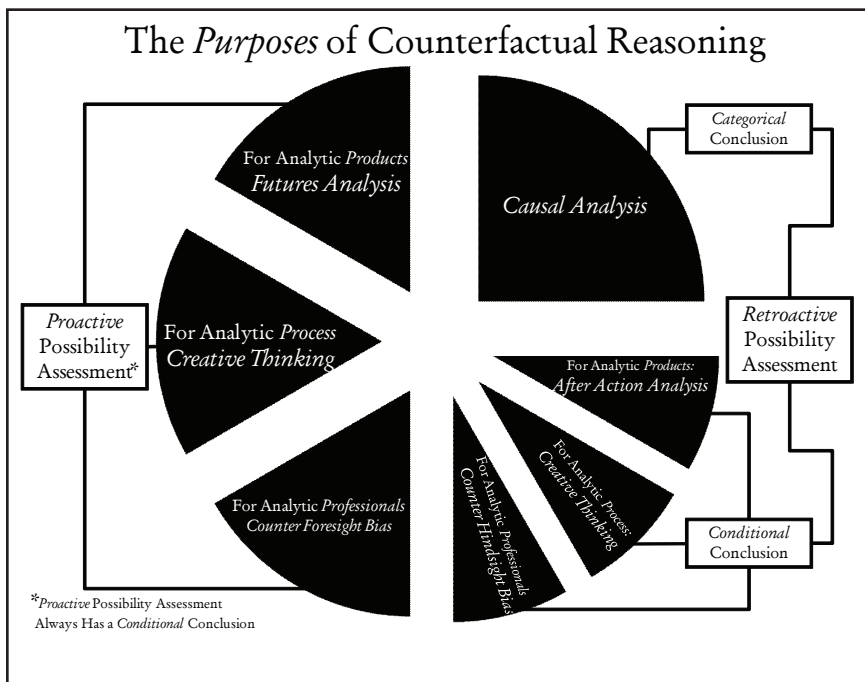 The Purposes of Counterfactual Reasoning
For Analytic Products
Futures Analysis
Causal Analysis
Categorical
Conclusion
Proactive
Possibility
Assessment*
For Analytic Process
Creative Thinking
Retroactive
Possibility
Assessment
For Analytic Products:
After Action Analysis
For Analytic Process:
Creative Thinking
For Analytic Professionals
Counter Hindsight Bias
For Analytic Professionals
Counter Foresight Bias
Conditional
Conclusion
*Proactive Possibility Assessment
Always Has a Conditional Conclusion